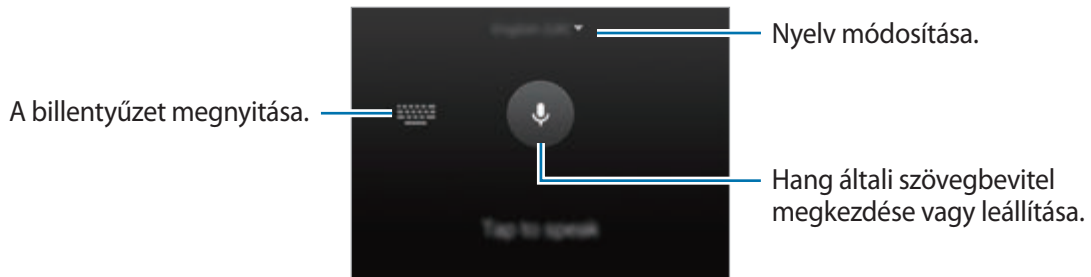 Nyelv módosítása.
A billentyűzet megnyitása.
Hang általi szövegbevitel
megkezdése vagy leállítása.
Tap to speak